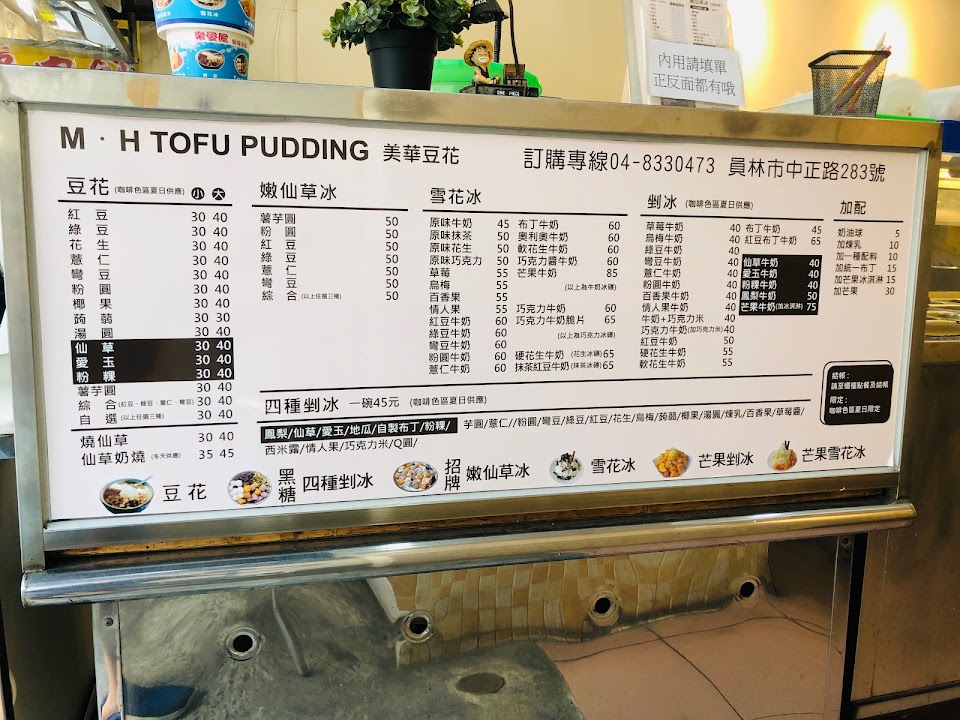 樂饗屋
雪花冰
ONE PIECE
內用請填單
正反面都有哦
M · H TOFU PUDDING 美華豆花
訂購專線04-8330473 員林市中正路283號
豆花 (咖啡色區夏日供應) 小 大
紅豆 30 40
綠豆 30 40
花生 30 40
薏仁 30 40
彎豆 30 40
粉圓 30 40
椰果 30 40
蒟蒻 30 30
湯圓 30 40
仙草 30 40
愛玉 30 40
粉粿 30 40
薯芋圓 30 40
綜合 (紅豆、綠豆、薏仁、彎豆) 30 40
自選 (以上任選三種) 30 40
燒仙草 30 40
仙草奶燒 (冬天供應) 35 45
嫩仙草冰
薯芋圓 50
粉圓 50
紅豆 50
綠豆 50
薏仁 50
彎豆 50
綜合 (以上任選三種) 50
雪花冰
原味牛奶 45 布丁牛奶 60
原味抹茶 50 奧利奧牛奶 60
原味花生 50 軟花生牛奶 60
原味巧克力 50 巧克力醬牛奶 60
草莓 55 芒果牛奶 85
烏梅 55 (以上為牛奶冰磚)
百香果 55
情人果 55 巧克力牛奶 60
紅豆牛奶 60 巧克力牛奶脆片 65
綠豆牛奶 60 (以上為巧克力冰磚)
彎豆牛奶 60
粉圓牛奶 60 硬花生牛奶 (花生冰磚) 65
薏仁牛奶 60 抹茶紅豆牛奶 (抹茶冰磚) 65
剉冰 (咖啡色區夏日供應)
草莓牛奶 40 布丁牛奶 45
烏梅牛奶 40 紅豆布丁牛奶 65
綠豆牛奶 40
彎豆牛奶 40 仙草牛奶 40
薏仁牛奶 40 愛玉牛奶 40
粉圓牛奶 40 粉粿牛奶 40
百香果牛奶 40 鳳梨牛奶 50
情人果牛奶 40 芒果牛奶(加冰淇淋) 75
牛奶+巧克力米 40
巧克力牛奶(加巧克力米) 40
紅豆牛奶 50
硬花生牛奶 55
軟花生牛奶 55
加配
奶油球 5
加煉乳 10
加一種配料 10
加統一布丁 15
加芒果冰淇淋 15
加芒果 30
結帳:
請至櫃檯點餐及結帳
限定:
咖啡色區夏日限定
四種剉冰 一碗45元 (咖啡色區夏日供應)
鳳梨/仙草/愛玉/地瓜/自製布丁/粉粿/ 芋圓/薏仁//粉圓/彎豆/綠豆/紅豆/花生/烏梅/蒟蒻/椰果/湯圓/煉乳/百香果/草莓醬/
西米露/情人果/巧克力米/Q圓/
豆花 黑糖 四種剉冰 招牌 嫩仙草冰 雪花冰 芒果剉冰 芒果雪花冰